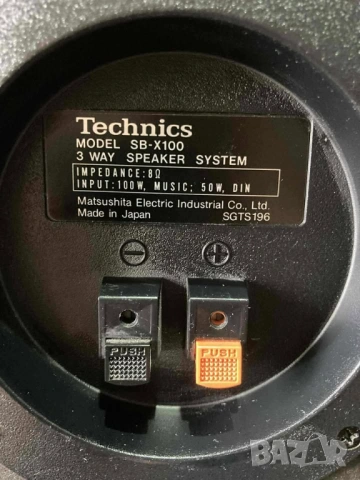 Technics
MODEL SB-X100
3 WAY SPEAKER SYSTEM
IMPEDANCE:8Ω
INPUT:100W, MUSIC; 50W, DIN
Matsushita Electric Industrial Co., Ltd.
Made in Japan SGTS196
⊖ ⊕
PUSH PUSH
BAZAR.bg